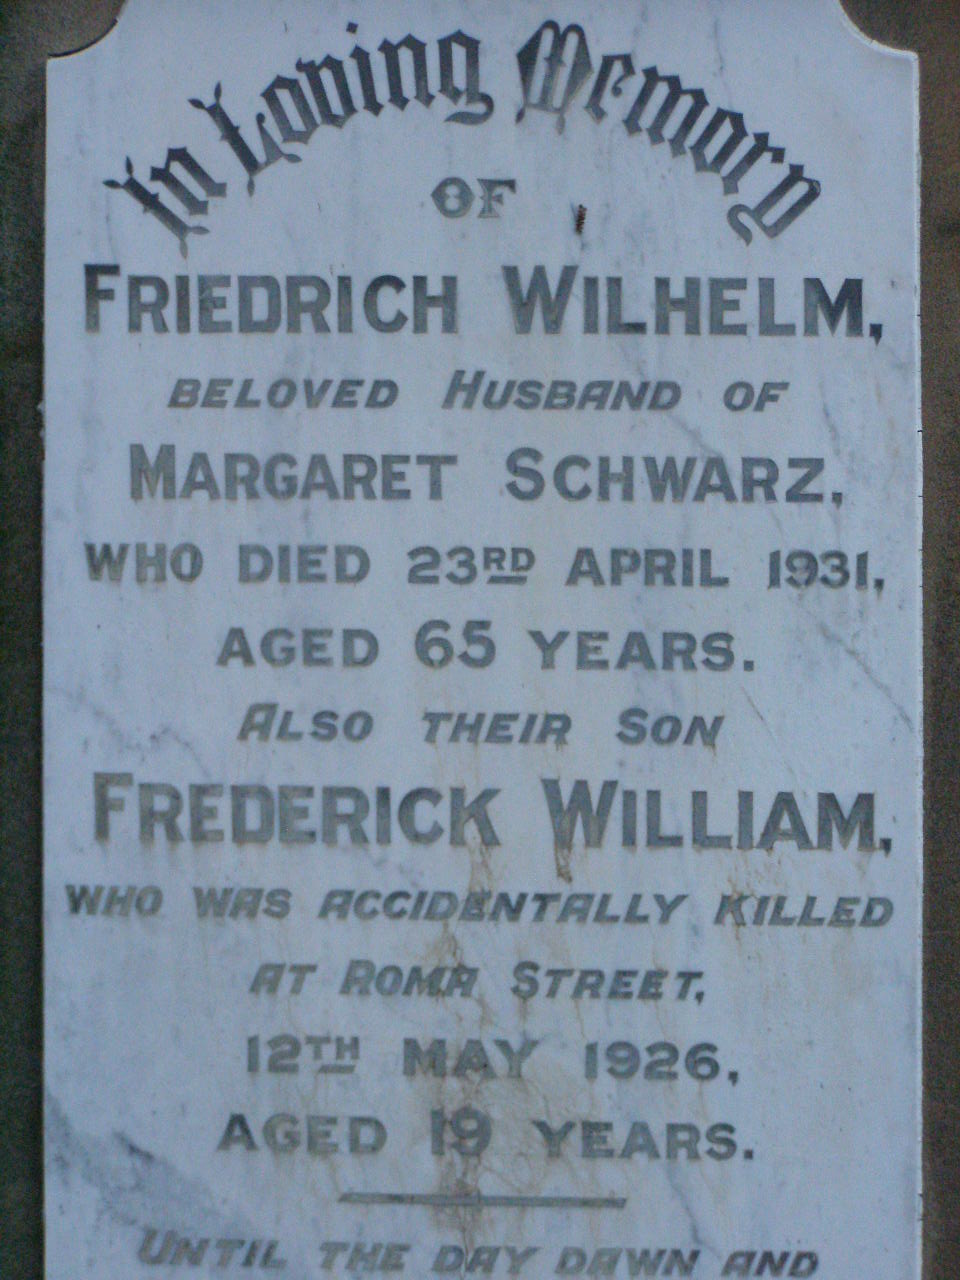 In Loving Memory
OF
FRIEDRICH WILHELM,
BELOVED HUSBAND OF
MARGARET SCHWARZ,
WHO DIED 23RD APRIL 1931,
AGED 65 YEARS.
ALSO THEIR SON
FREDERICK WILLIAM,
WHO WAS ACCIDENTALLY KILLED
AT ROMA STREET,
12TH MAY 1926,
AGED 19 YEARS.
UNTIL THE DAY DAWN AND